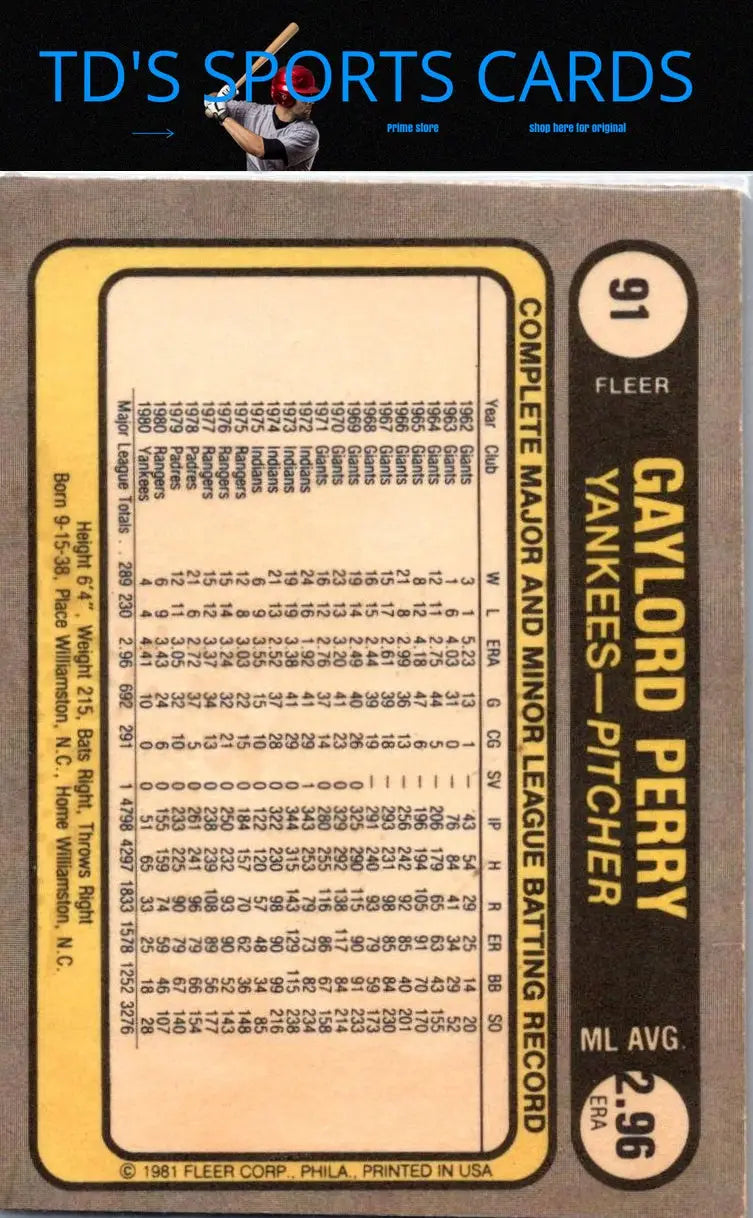 TD'S SPORTS CARDS
Prime store
shop here for original
91
FLEER
GAYLORD PERRY
YANKEES—PITCHER
ML AVG.
2.96
ERA
COMPLETE MAJOR AND MINOR LEAGUE BATTING RECORD
Year Club W L ERA G CG SV IP H R ER BB SO
1962 Giants 3 1 5.23 13 1 — 43 54 29 25 14 20
1963 Giants 1 6 4.03 31 0 — 76 84 41 34 29 52
1964 Giants 12 11 2.75 44 5 — 206 179 65 63 43 155
1965 Giants 8 12 4.18 47 6 — 196 194 105 91 70 170
1966 Giants 21 8 2.99 36 13 — 256 242 92 85 40 201
1967 Giants 15 17 2.61 39 18 — 293 231 98 85 84 230
1968 Giants 16 15 2.44 39 19 — 291 240 93 79 59 173
1969 Giants 19 14 2.49 40 26 0 325 290 115 90 91 233
1970 Giants 23 13 3.20 41 23 0 329 292 138 117 84 214
1971 Giants 16 12 2.76 37 14 0 280 255 116 86 67 158
1972 Indians 24 16 1.92 41 29 1 343 253 79 73 82 234
1973 Indians 19 19 3.38 41 29 0 344 315 143 129 115 238
1974 Indians 21 13 2.52 37 28 0 322 230 98 90 99 216
1975 Indians 6 9 3.55 15 10 0 122 120 57 48 34 85
1975 Rangers 12 8 3.03 22 15 0 184 157 70 62 36 148
1976 Rangers 15 14 3.24 32 21 0 250 232 93 90 52 143
1977 Rangers 15 12 3.37 34 13 0 238 239 108 89 56 177
1978 Padres 21 6 2.72 37 5 0 261 241 96 79 66 154
1979 Padres 12 11 3.05 32 10 0 233 225 90 79 67 140
1980 Rangers 6 9 3.43 24 6 0 155 159 74 59 46 107
1980 Yankees 4 4 4.41 10 0 0 51 65 33 25 18 28
Major League Totals . . 289 230 2.96 692 291 1 4798 4297 1833 1578 1252 3276
Height 6'4", Weight 215, Bats Right, Throws Right
Born 9-15-38, Place Williamston, N.C., Home Williamston, N.C.
© 1981 FLEER CORP., PHILA., PRINTED IN USA